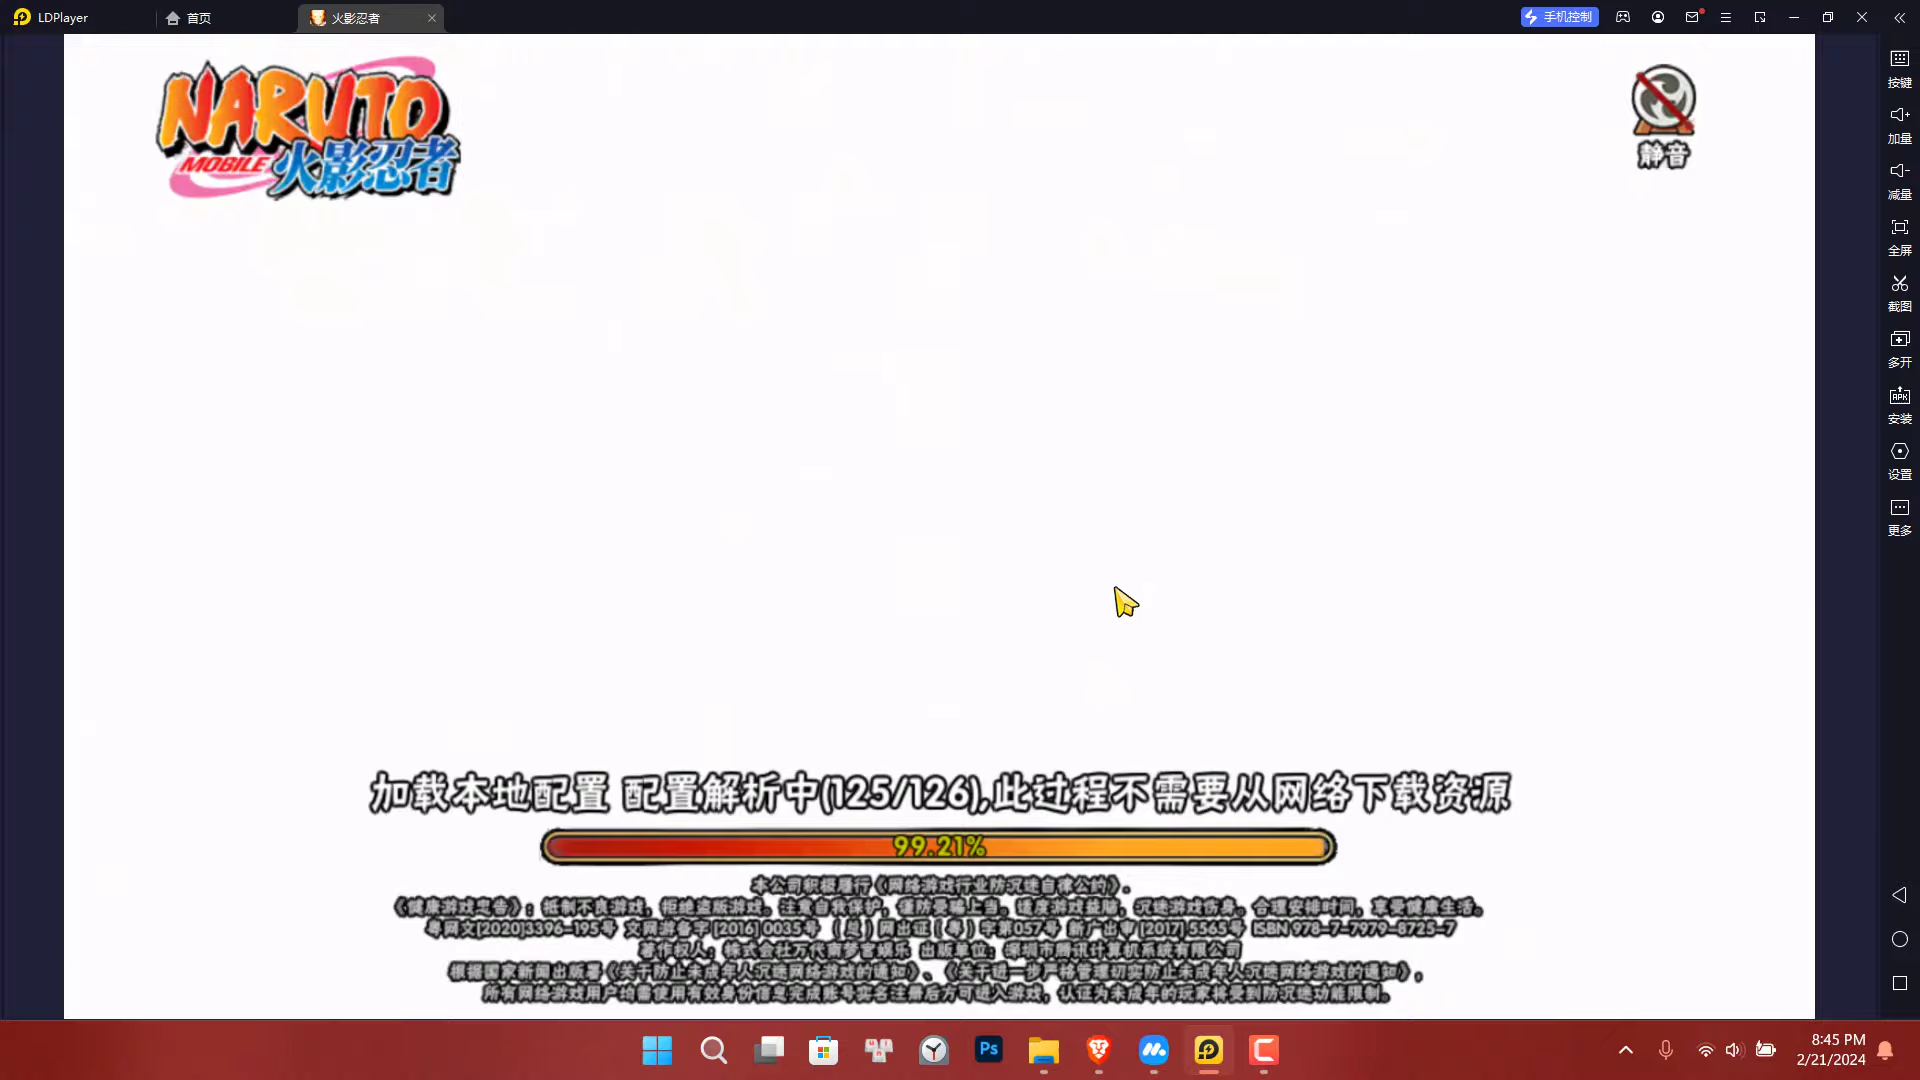 LDPlayer
首页
火影忍者
手机控制
NARUTO
MOBILE 火影忍者
静音
按键
加量
减量
全屏
截图
多开
APK
安装
设置
更多
加载本地配置 配置解析中(125/126),此过程不需要从网络下载资源
99.21%
本公司积极履行《网络游戏行业防沉迷自律公约》。
《健康游戏忠告》：抵制不良游戏，拒绝盗版游戏。注意自我保护，谨防受骗上当。适度游戏益脑，沉迷游戏伤身。合理安排时间，享受健康生活。
粤网文[2020]3396-195号 文网游备字[2016] 0035号 （总）网出证（粤）字第057号 新广出审[2017] 5565号 ISBN 978-7-7979-8725-7
著作权人：株式会社万代南梦宫娱乐 出版单位：深圳市腾讯计算机系统有限公司
根据国家新闻出版署《关于防止未成年人沉迷网络游戏的通知》、《关于进一步严格管理切实防止未成年人沉迷网络游戏的通知》，
所有网络游戏用户均需使用有效身份信息完成账号实名注册后方可进入游戏，认证为未成年的玩家将受到防沉迷功能限制。
Ps
8:45 PM
2/21/2024